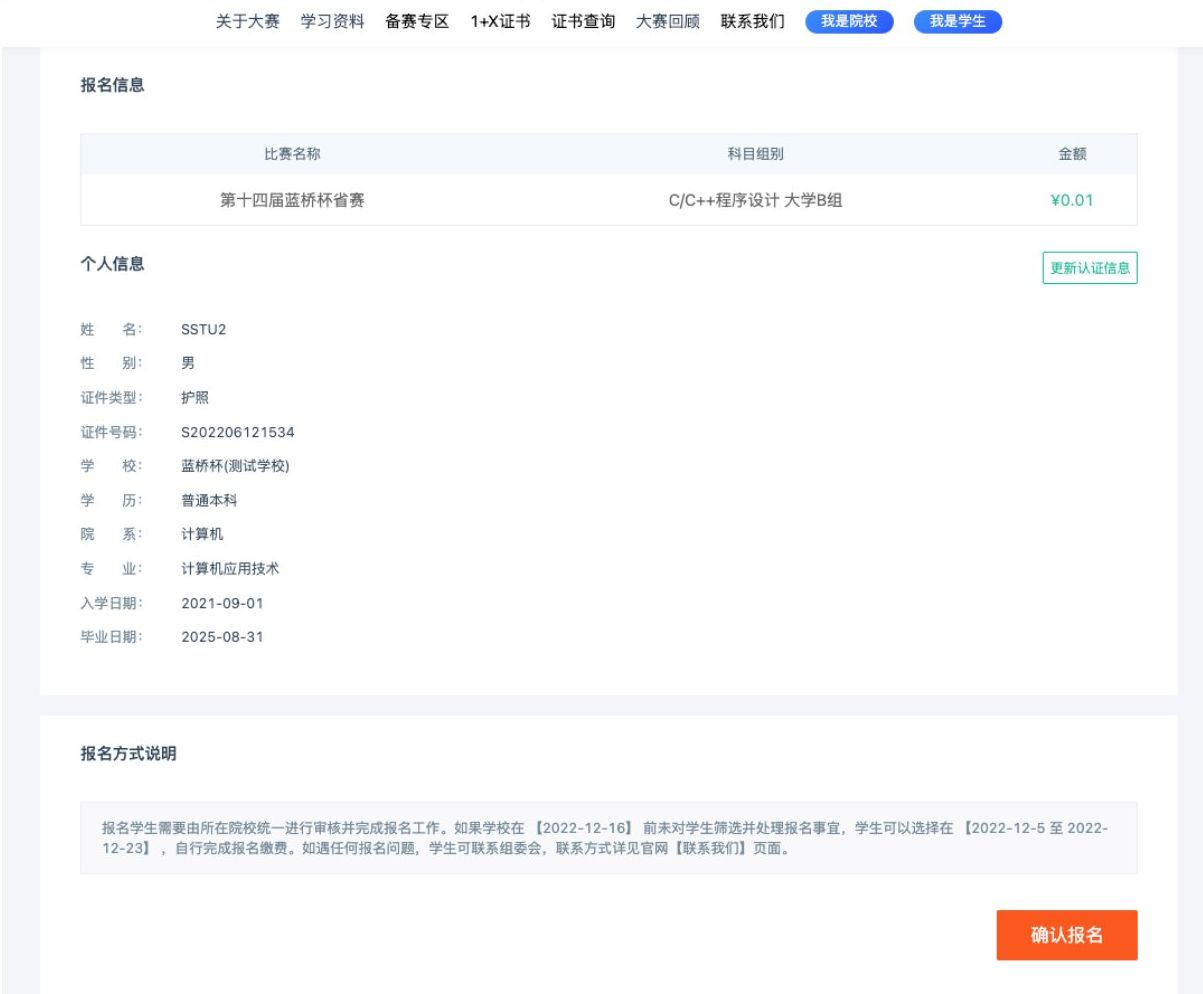 关于大赛 学习资料 备赛专区 1+X证书 证书查询 大赛回顾 联系我们 我是院校 我是学生
报名信息
比赛名称 科目组别 金额
第十四届蓝桥杯省赛 C/C++程序设计 大学B组 ¥0.01
个人信息 更新认证信息
姓 名： SSTU2
性 别： 男
证件类型： 护照
证件号码： S202206121534
学 校： 蓝桥杯(测试学校)
学 历： 普通本科
院 系： 计算机
专 业： 计算机应用技术
入学日期： 2021-09-01
毕业日期： 2025-08-31
报名方式说明
报名学生需要由所在院校统一进行审核并完成报名工作。如果学校在 【2022-12-16】 前未对学生筛选并处理报名事宜，学生可以选择在 【2022-12-5 至 2022-
12-23】 ，自行完成报名缴费。如遇任何报名问题，学生可联系组委会，联系方式详见官网【联系我们】页面。
确认报名